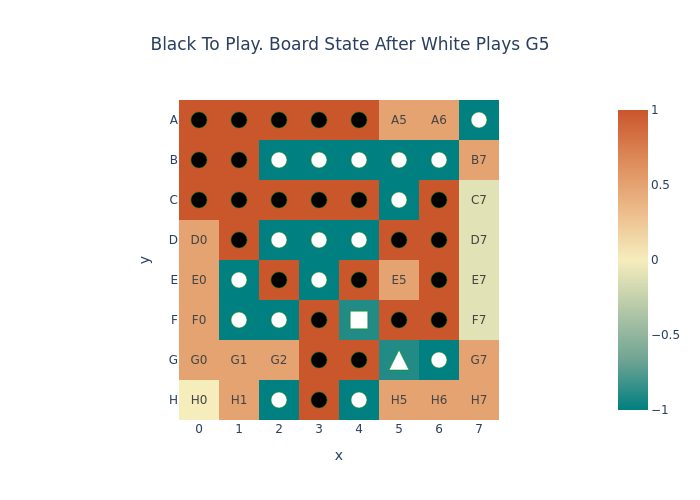 Black To Play. Board State After White Plays G5
A A5 A6 1
B B7
C C7 0.5
D D0 D7
y E E0 E5 E7 0
F F0 F7 −0.5
G G0 G1 G2 G7
H H0 H1 H5 H6 H7 −1
0 1 2 3 4 5 6 7
x